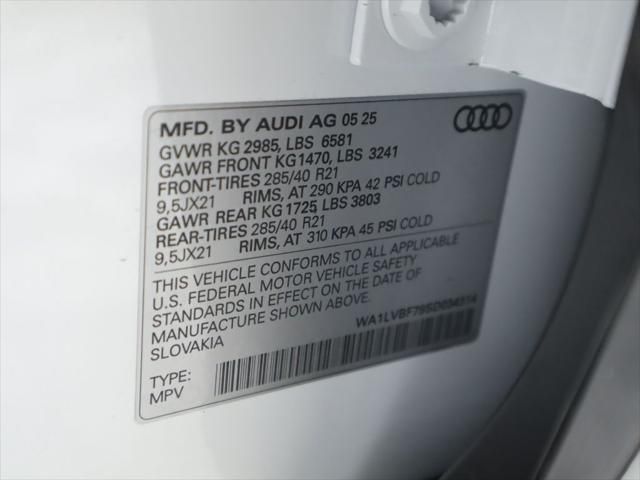 MFD. BY AUDI AG 05 25
GVWR KG 2985, LBS 6581
GAWR FRONT KG1470, LBS 3241
FRONT-TIRES 285/40 R21
9,5JX21 RIMS, AT 290 KPA 42 PSI COLD
GAWR REAR KG 1725 LBS 3803
REAR-TIRES 285/40 R21
9,5JX21 RIMS, AT 310 KPA 45 PSI COLD
THIS VEHICLE CONFORMS TO ALL APPLICABLE
U.S. FEDERAL MOTOR VEHICLE SAFETY
STANDARDS IN EFFECT ON THE DATE OF
MANUFACTURE SHOWN ABOVE.
SLOVAKIA
WA1LVBF79SD034514
TYPE:
MPV